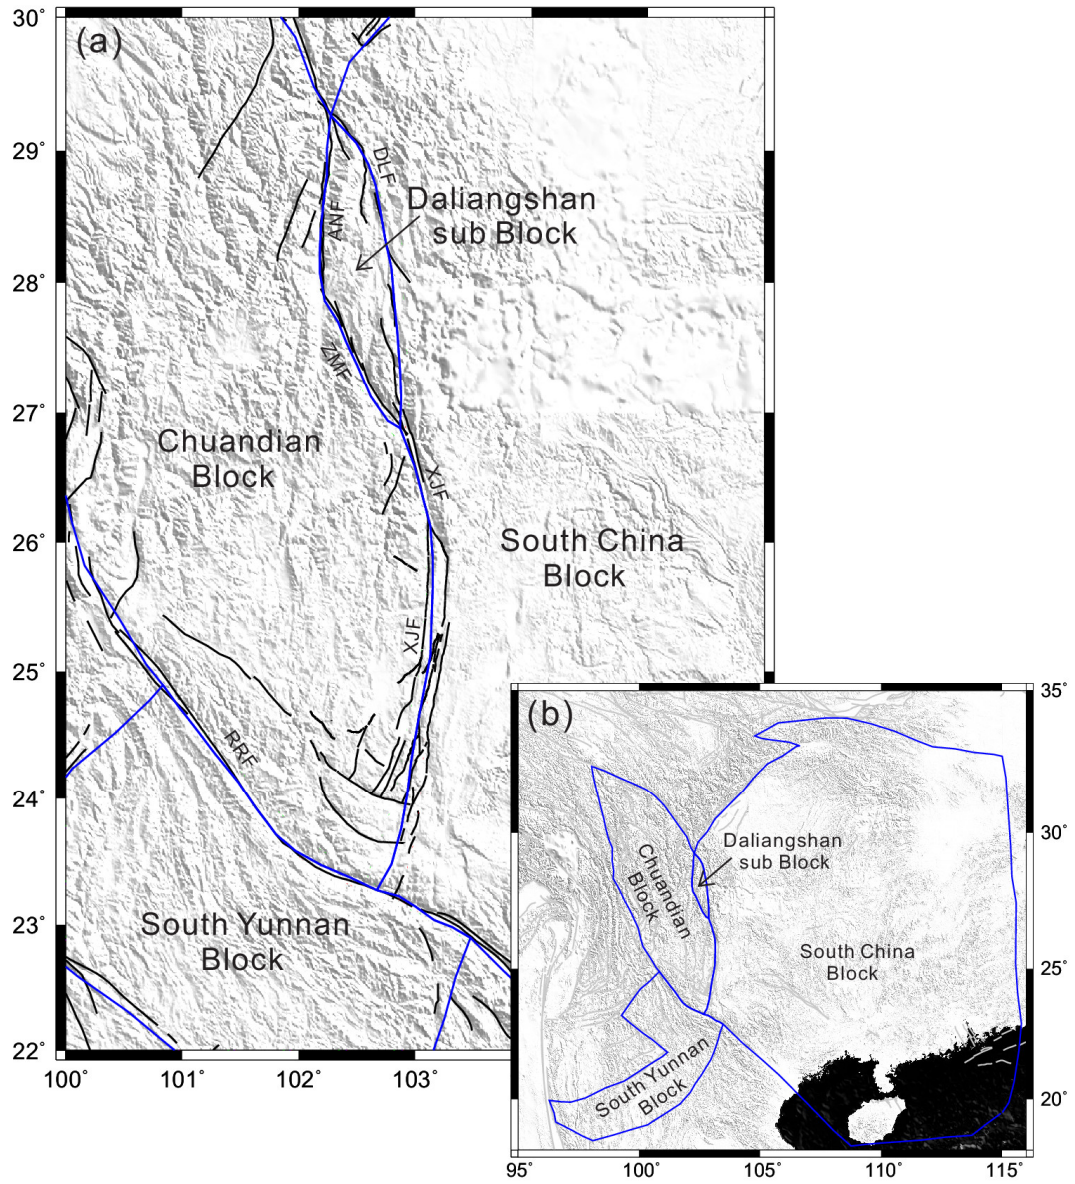 (a)
30°
29°
28°
27°
26°
25°
24°
23°
22°
100°
101°
102°
103°
DLF
ANF
Daliangshan
sub Block
ZMF
Chuandian
Block
XJF
South China
Block
XJF
RRF
South Yunnan
Block
(b)
35°
30°
25°
20°
95°
100°
105°
110°
115°
Daliangshan
sub Block
Chuandian
Block
South China
Block
South Yunnan
Block